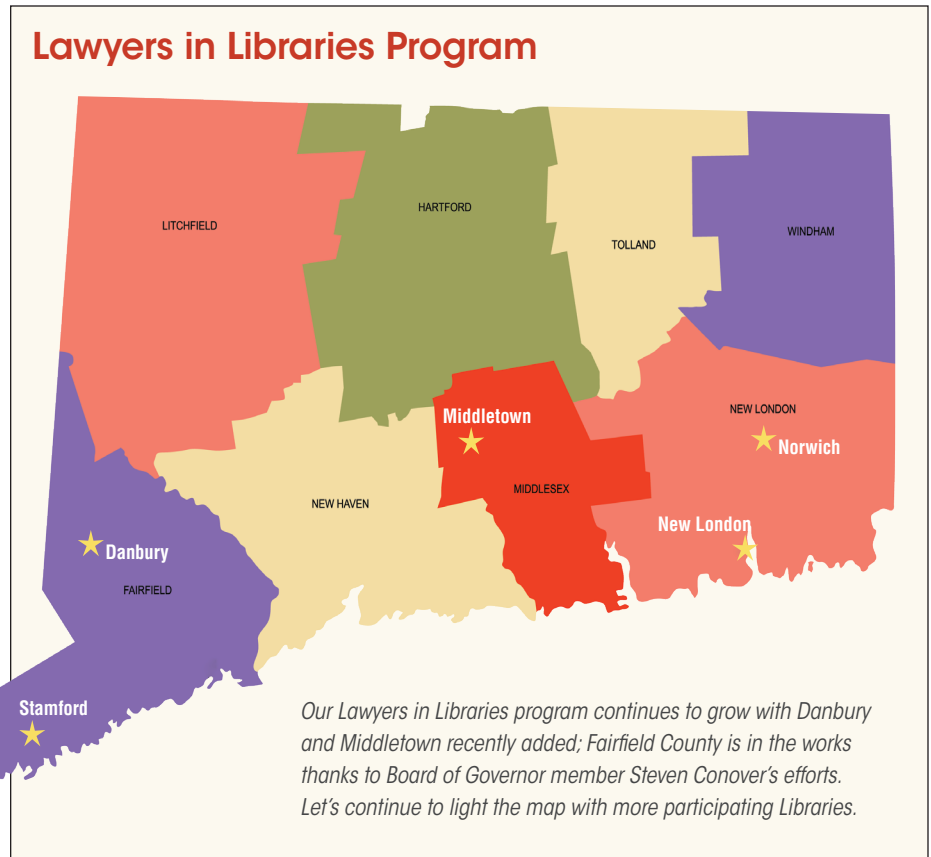 Lawyers in Libraries Program
HARTFORD
LITCHFIELD
WINDHAM
TOLLAND
NEW LONDON
Middletown
Norwich
MIDDLESEX
NEW HAVEN
New London
Danbury
FAIRFIELD
Stamford
Our Lawyers in Libraries program continues to grow with Danbury
and Middletown recently added; Fairfield County is in the works
thanks to Board of Governor member Steven Conover's efforts.
Let's continue to light the map with more participating Libraries.